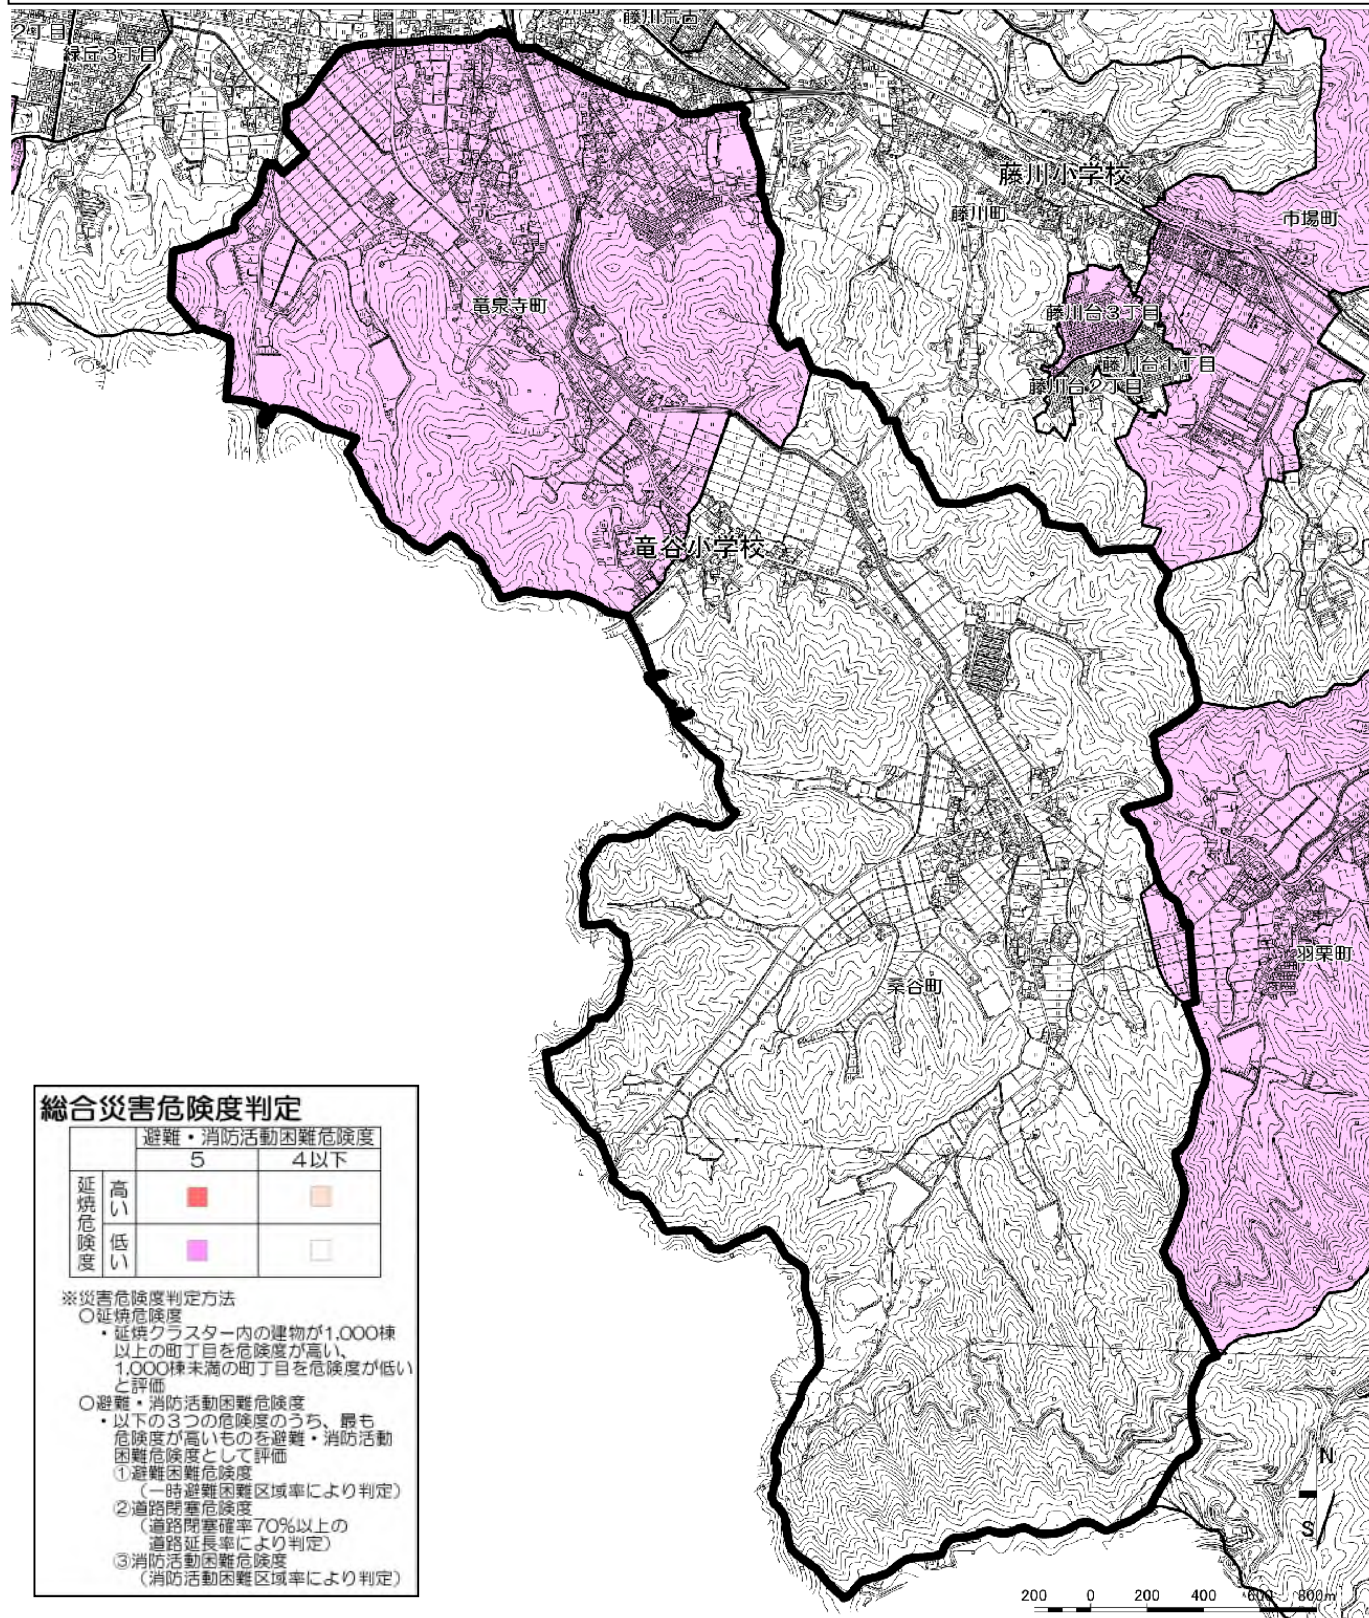 2丁目
緑丘3丁目
藤川元古
藤川小学校
藤川町
市場町
竜泉寺町
藤川台3丁目
藤川台1丁目
藤川台2丁目
竜谷小学校
羽栗町
桑谷町
総合災害危険度判定
避難・消防活動困難危険度
5 4以下
延焼危険度
高い
低い
※災害危険度判定方法
○延焼危険度
・延焼クラスター内の建物が1,000棟
以上の町丁目を危険度が高い、
1,000棟未満の町丁目を危険度が低い
と評価
○避難・消防活動困難危険度
・以下の3つの危険度のうち、最も
危険度が高いものを避難・消防活動
困難危険度として評価
①避難困難危険度
(一時避難困難区域率により判定)
②道路閉塞危険度
(道路閉塞確率70%以上の
道路延長率により判定)
③消防活動困難危険度
(消防活動困難区域率により判定)
N
S
200 0 200 400 600 800m